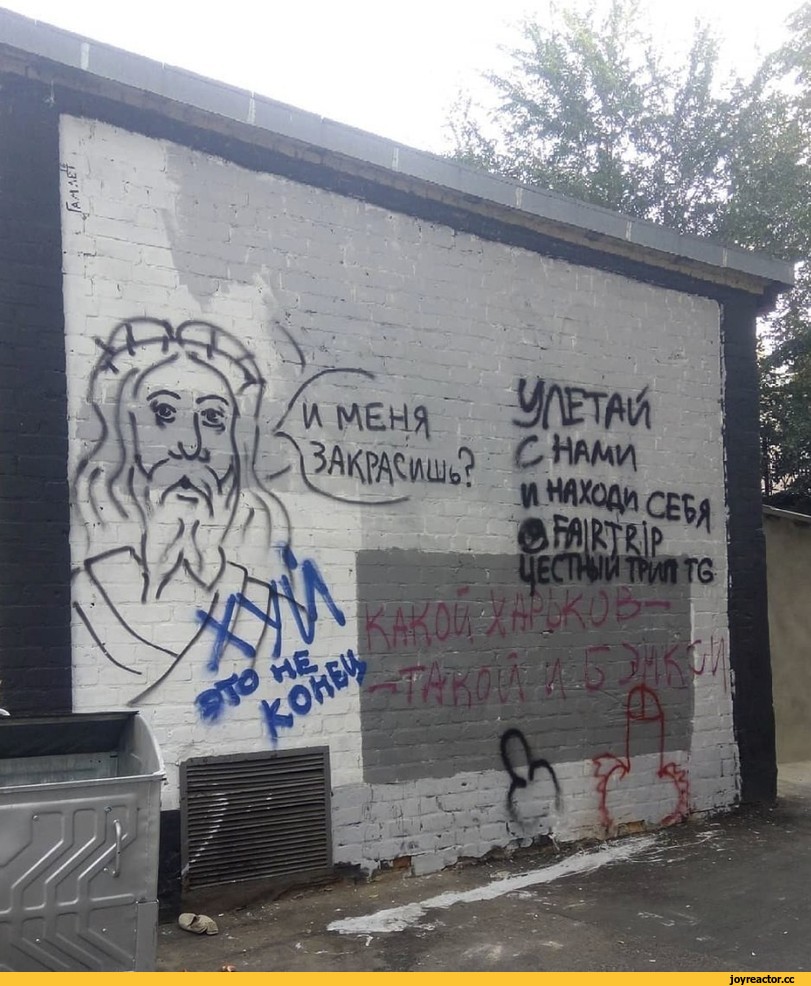 ГАМЛЕТ
И МЕНЯ
ЗАКРАСИШЬ?
УЛЕТАЙ
С НАМИ
И НАХОДИ СЕБЯ
@FAIRTRIP
ЧЕСТНЫЙ ТРИП TG
КАКОЙ ХАРЬКОВ—
—ТАКОЙ И БЭНКСИ
ХУЙ
ЭТО НЕ
КОНЕЦ
joyreactor.cc